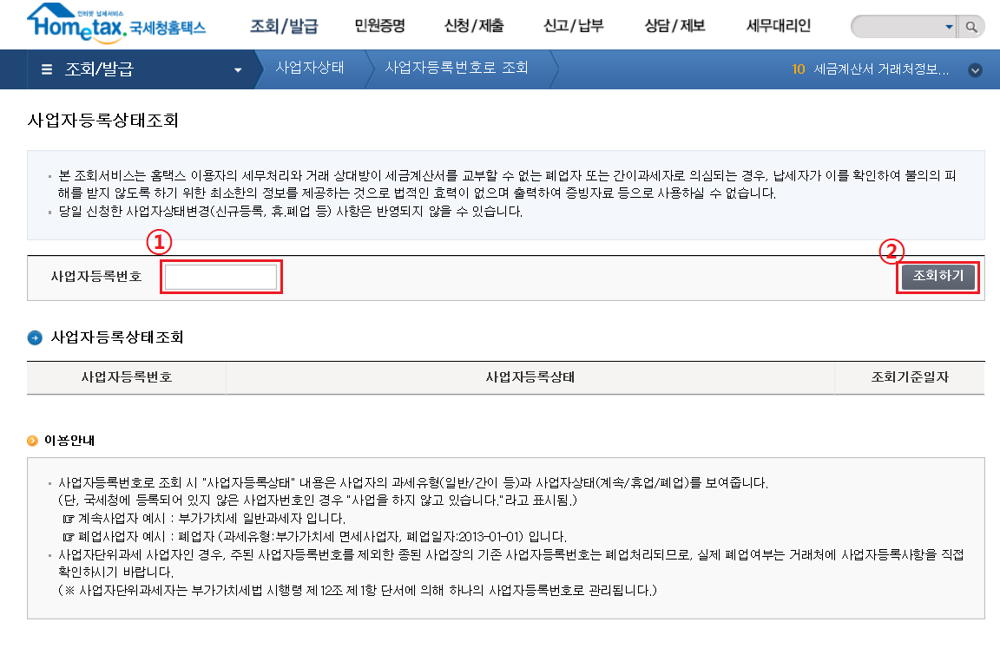 인터넷 납세서비스
Hometax. 국세청홈택스
조회/발급 민원증명 신청/제출 신고/납부 상담/제보 세무대리인
조회/발급 사업자상태 사업자등록번호로 조회 10 세금계산서 거래처정보...
사업자등록상태조회
본 조회서비스는 홈택스 이용자의 세무처리와 거래 상대방이 세금계산서를 교부할 수 없는 폐업자 또는 간이과세자로 의심되는 경우, 납세자가 이를 확인하여 불의의 피
해를 받지 않도록 하기 위한 최소한의 정보를 제공하는 것으로 법적인 효력이 없으며 출력하여 증빙자료 등으로 사용하실 수 없습니다.
당일 신청한 사업자상태변경(신규등록, 휴.폐업 등) 사항은 반영되지 않을 수 있습니다.
① ②
사업자등록번호 조회하기
사업자등록상태조회
사업자등록번호 사업자등록상태 조회기준일자
이용안내
사업자등록번호로 조회 시 "사업자등록상태" 내용은 사업자의 과세유형(일반/간이 등)과 사업자상태(계속/휴업/폐업)를 보여줍니다.
(단, 국세청에 등록되어 있지 않은 사업자번호인 경우 "사업을 하지 않고 있습니다."라고 표시됨.)
☞ 계속사업자 예시 : 부가가치세 일반과세자 입니다.
☞ 폐업사업자 예시 : 폐업자 (과세유형:부가가치세 면세사업자, 폐업일자:2013-01-01) 입니다.
사업자단위과세 사업자인 경우, 주된 사업자등록번호를 제외한 종된 사업장의 기존 사업자등록번호는 폐업처리되므로, 실제 폐업여부는 거래처에 사업자등록사항을 직접
확인하시기 바랍니다.
(※ 사업자단위과세자는 부가가치세법 시행령 제12조 제1항 단서에 의해 하나의 사업자등록번호로 관리됩니다.)